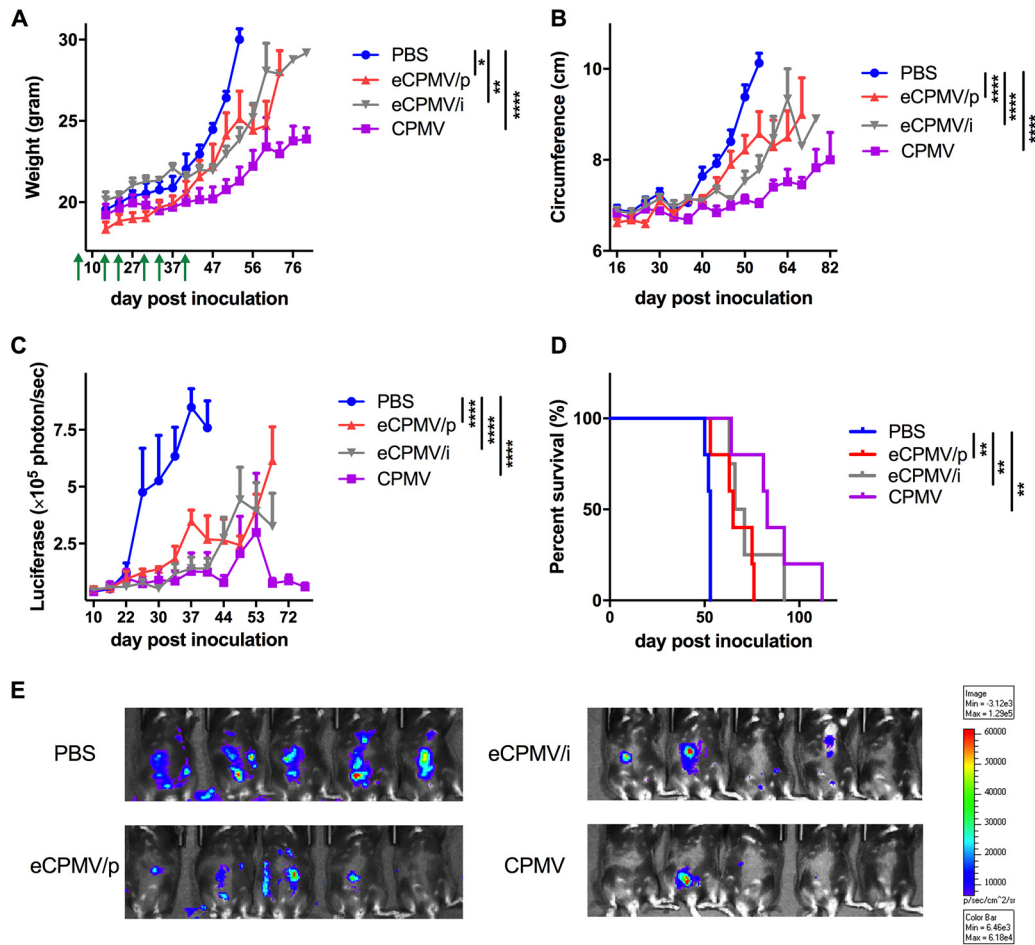 A
Weight (gram)
30
25
20
10
27
37
47
56
76
day post inoculation
PBS
eCPMV/p
eCPMV/i
CPMV
*
**
****
B
Circumference (cm)
10
8
6
16
30
40
50
64
82
day post inoculation
PBS
eCPMV/p
eCPMV/i
CPMV
****
****
****
C
Luciferase (×10⁵ photon/sec)
7.5
5
2.5
10
22
30
37
44
53
72
day post inoculation
PBS
eCPMV/p
eCPMV/i
CPMV
****
****
****
D
Percent survival (%)
100
50
0
0
50
100
day post inoculation
PBS
eCPMV/p
eCPMV/i
CPMV
**
**
**
E
PBS
eCPMV/i
eCPMV/p
CPMV
Image
Min = -3.12e3
Max = 1.29e5
60000
50000
40000
30000
20000
10000
p/sec/cm^2/sr
Color Bar
Min = 6.46e3
Max = 6.18e4